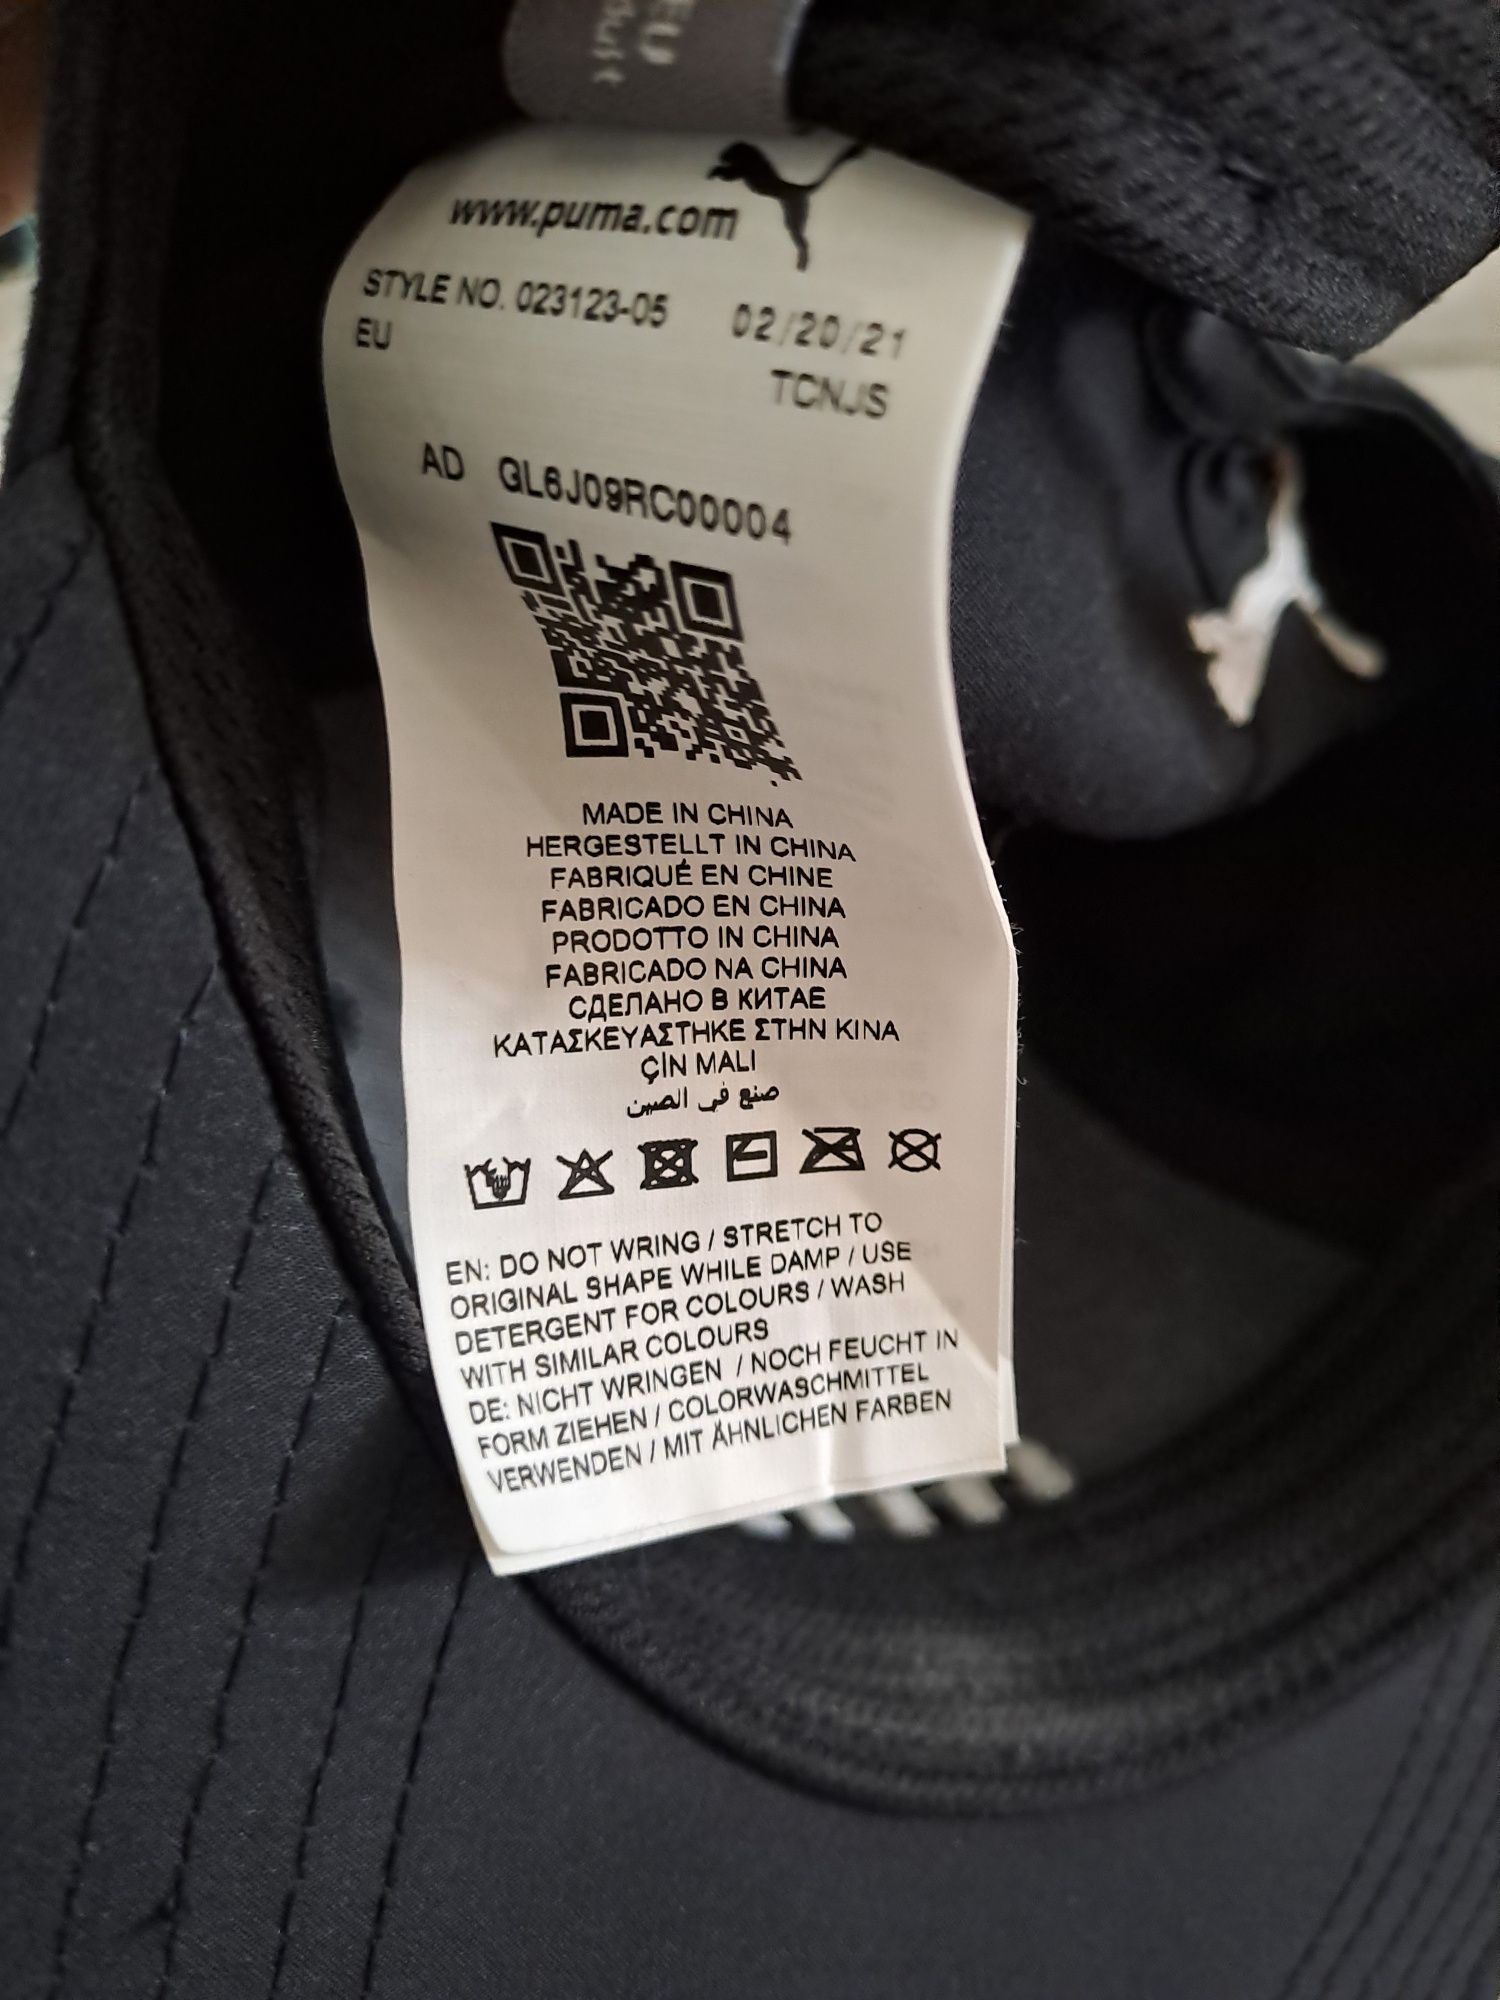 EU
www.puma.com
STYLE NO. 023123-05 02/20/21
EU
TCNJS
AD GL6J09RC00004
MADE IN CHINA
HERGESTELLT IN CHINA
FABRIQUÉ EN CHINE
FABRICADO EN CHINA
PRODOTTO IN CHINA
FABRICADO NA CHINA
СДЕЛАНО В КИТАЕ
ΚΑΤΑΣΚΕΥΑΣΤΗΚΕ ΣΤΗΝ ΚΙΝΑ
ÇİN MALI
صنع في الصين
EN: DO NOT WRING / STRETCH TO
ORIGINAL SHAPE WHILE DAMP / USE
DETERGENT FOR COLOURS / WASH
WITH SIMILAR COLOURS
DE: NICHT WRINGEN / NOCH FEUCHT IN
FORM ZIEHEN / COLORWASCHMITTEL
VERWENDEN / MIT ÄHNLICHEN FARBEN